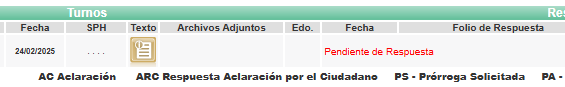 Turnos Res
Fecha SPH Texto Archivos Adjuntos Edo. Fecha Folio de Respuesta
24/02/2025 .... Pendiente de Respuesta
AC Aclaración ARC Respuesta Aclaración por el Ciudadano PS - Prórroga Solicitada PA -